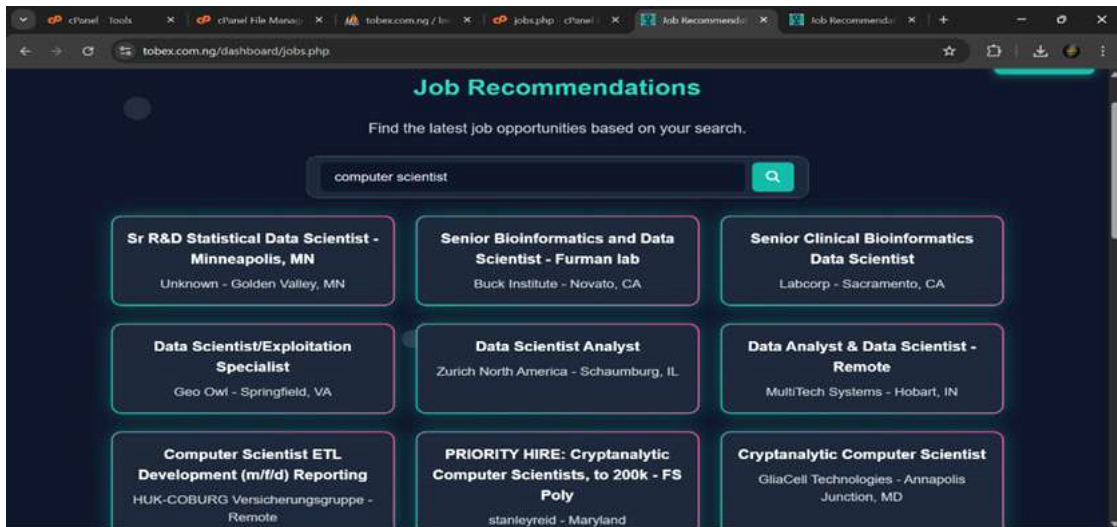 cPanel Tools
cPanel File Manag
tobex.com.ng /
jobs.php - cPanel
Job Recommenda
Job Recommenda
tobex.com.ng/dashboard/jobs.php
Job Recommendations
Find the latest job opportunities based on your search.
computer scientist
Sr R&D Statistical Data Scientist -
Minneapolis, MN
Unknown - Golden Valley, MN
Senior Bioinformatics and Data
Scientist - Furman lab
Buck Institute - Novato, CA
Senior Clinical Bioinformatics
Data Scientist
Labcorp - Sacramento, CA
Data Scientist/Exploitation
Specialist
Geo Owl - Springfield, VA
Data Scientist Analyst
Zurich North America - Schaumburg, IL
Data Analyst & Data Scientist -
Remote
MultiTech Systems - Hobart, IN
Computer Scientist ETL
Development (m/f/d) Reporting
HUK-COBURG Versicherungsgruppe -
Remote
PRIORITY HIRE: Cryptanalytic
Computer Scientists, to 200k - FS
Poly
stanleyreid - Maryland
Cryptanalytic Computer Scientist
GliaCell Technologies - Annapolis
Junction, MD